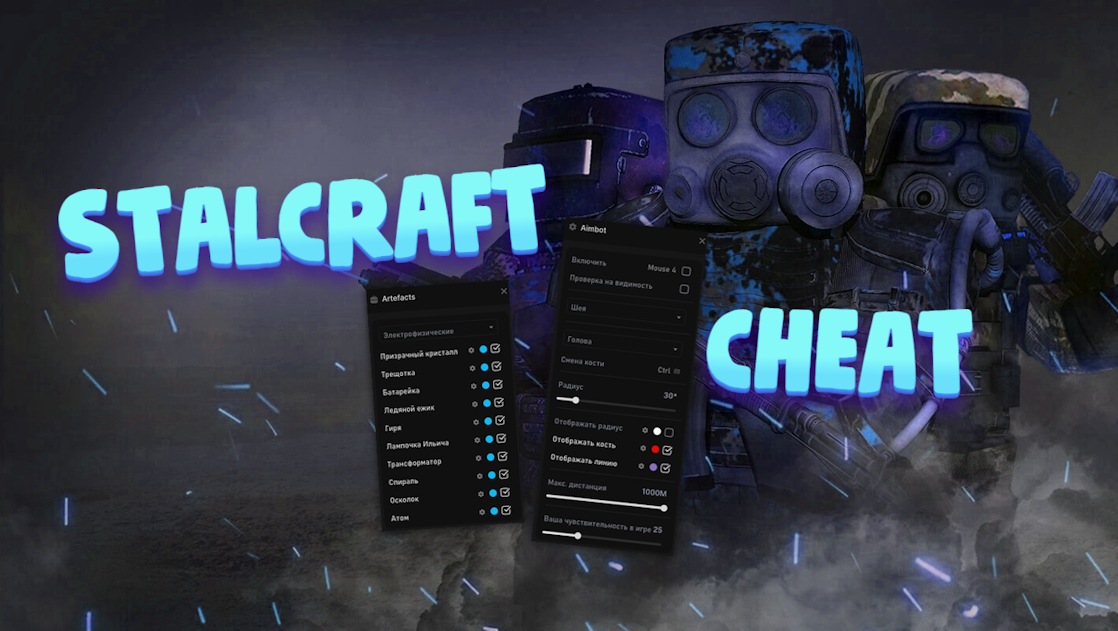 STALCRAFT
CHEAT
Artefacts
Электрофизические
Призрачный кристалл
Трещотка
Батарейка
Ледяной ежик
Гиря
Лампочка Ильича
Трансформатор
Спираль
Осколок
Атом
Aimbot
Включить Mouse 4
Проверка на видимость
Шея
Голова
Смена кости Ctrl
Радиус 30°
Отображать радиус
Отображать кость
Отображать линию
Макс. дистанция 1000М
Ваша чувствительность в игре 25